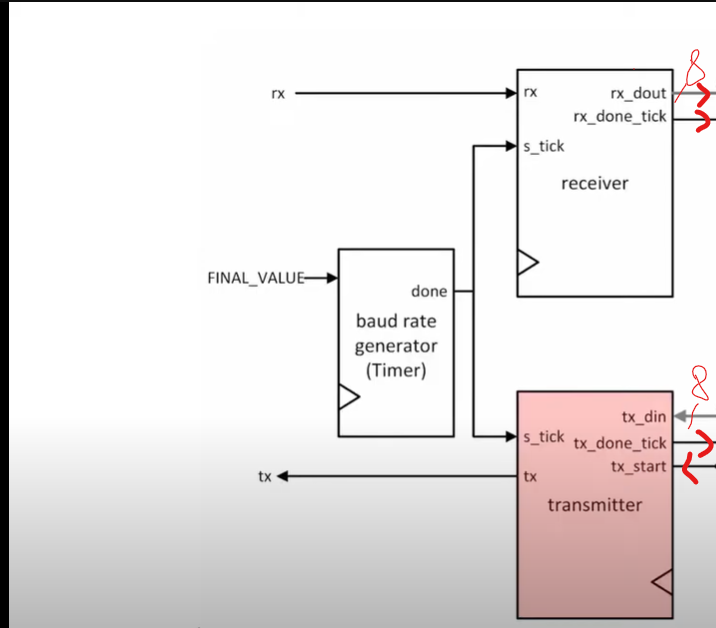 8
rx
rx
rx_dout
rx_done_tick
s_tick
receiver
FINAL_VALUE
done
baud rate
generator
(Timer)
8
tx_din
s_tick
tx_done_tick
tx_start
tx
tx
transmitter